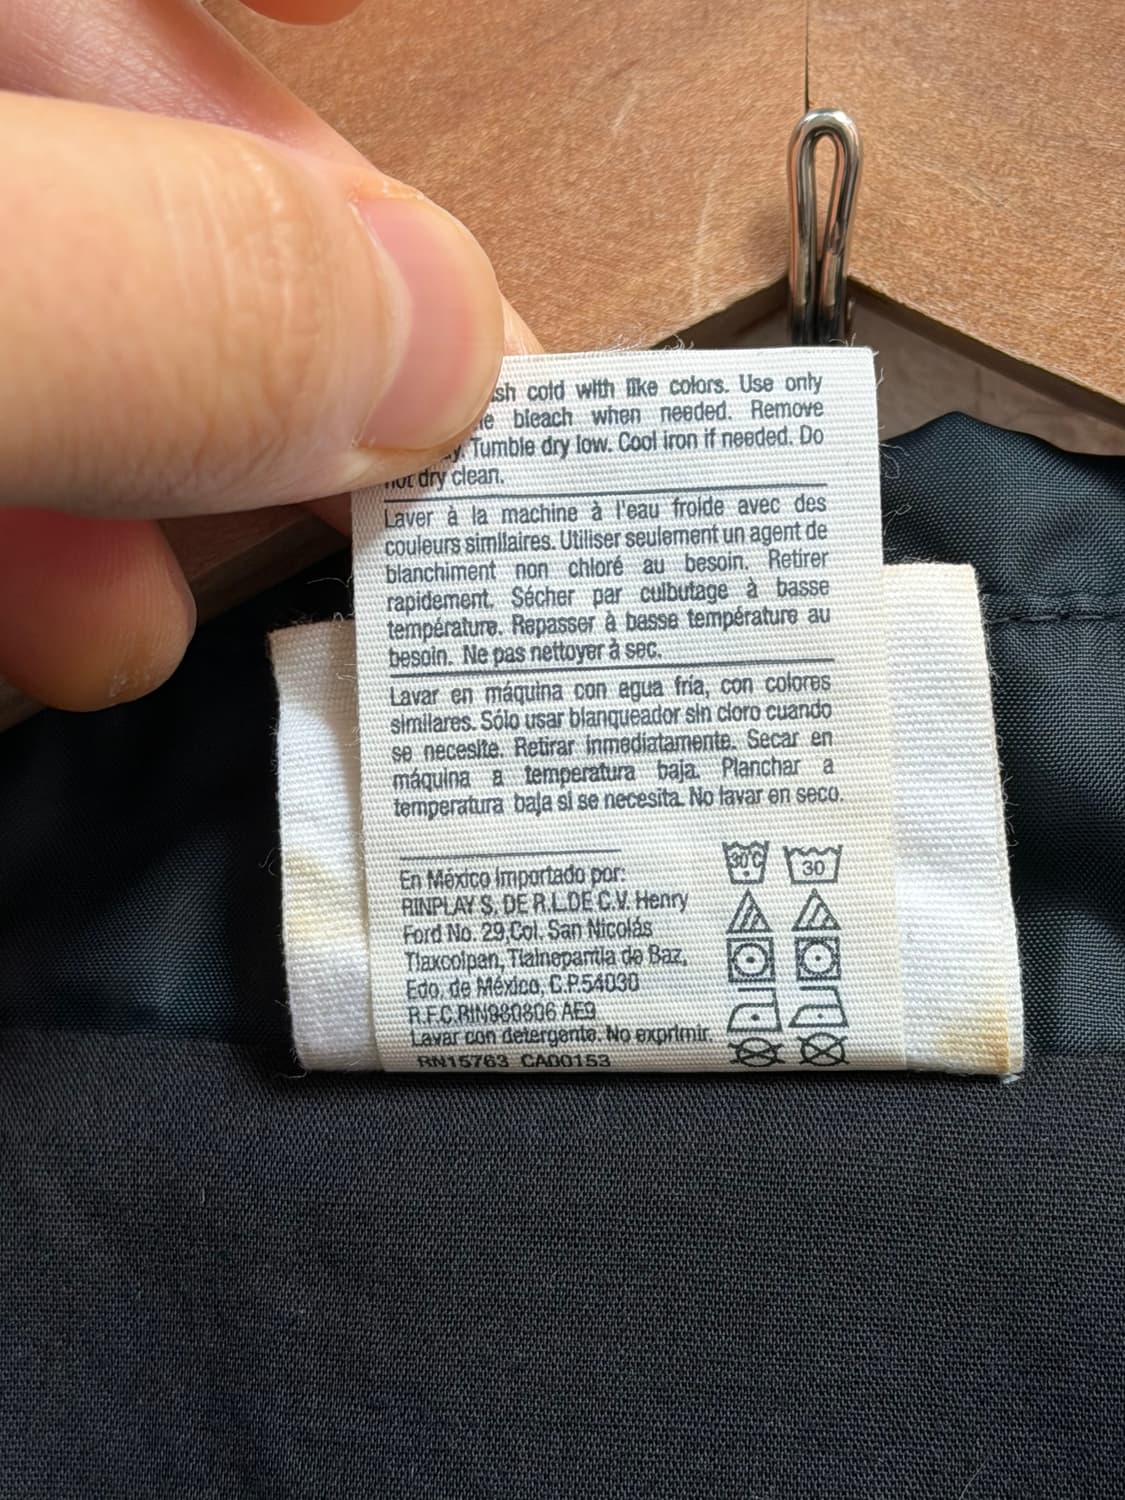 cold with like colors. Use only
bleach when needed. Remove
Tumble dry low. Cool iron if needed. Do
not dry clean.
Laver à la machine à l'eau froide avec des
couleurs similaires. Utiliser seulement un agent de
blanchiment non chloré au besoin. Retirer
rapidement. Sécher par culbutage à basse
température. Repasser à basse température au
besoin. Ne pas nettoyer à sec.
Lavar en máquina con agua fría, con colores
similares. Sólo usar blanqueador sin cloro cuando
se necesite. Retirar inmediatamente. Secar en
máquina a temperatura baja. Planchar a
temperatura baja si se necesita. No lavar en seco.
En México Importado por:
RINPLAY S. DE R.L.DE C.V. Henry
Ford No. 29,Col. San Nicolás
Tlaxcolpan, Tlalnepantla de Baz,
Edo. de México, C.P.54030
R.F.C.RIN980806 AE9
Lavar con detergente. No exprimir.
RN15763 CA00153
30°C 30